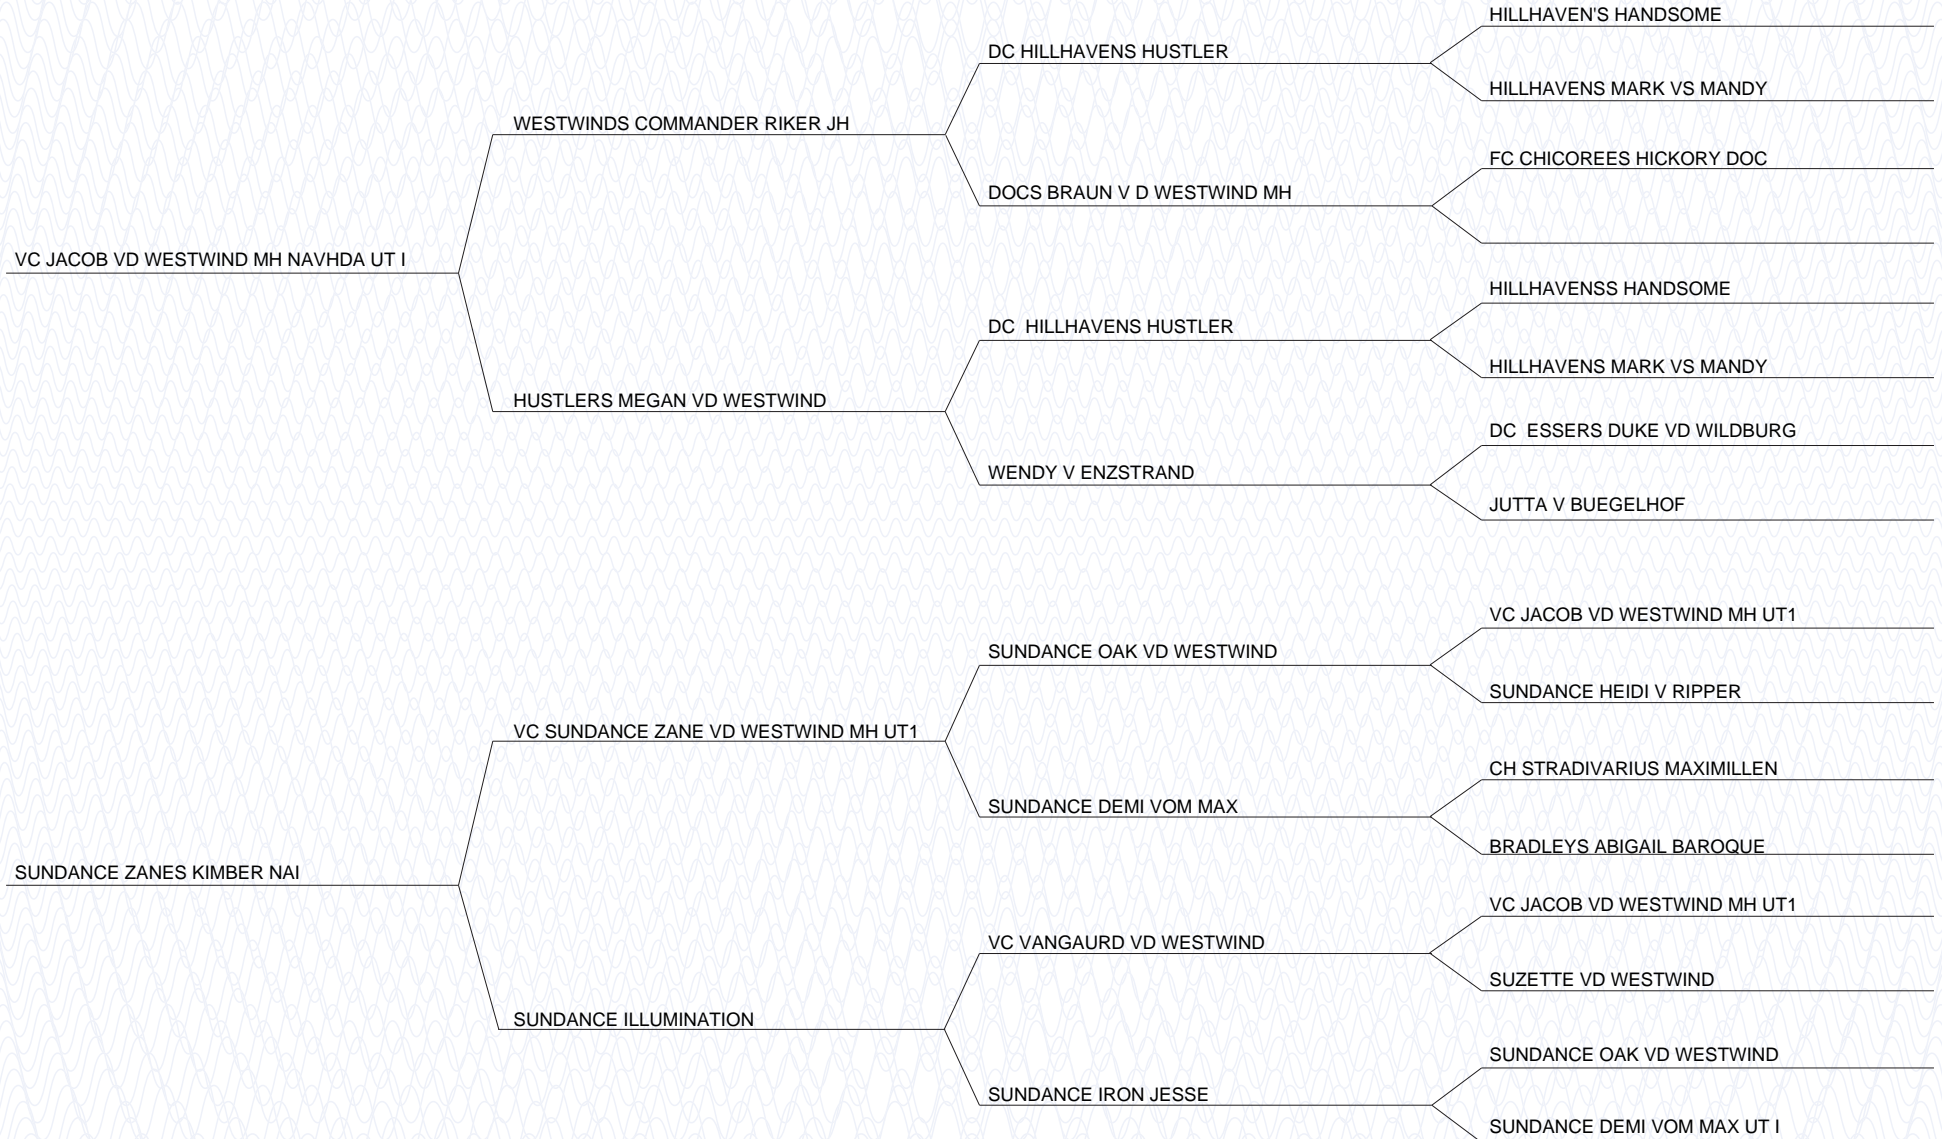 HILLHAVEN'S HANDSOME
DC HILLHAVENS HUSTLER
HILLHAVENS MARK VS MANDY
WESTWINDS COMMANDER RIKER JH
FC CHICOREES HICKORY DOC
DOCS BRAUN V D WESTWIND MH
VC JACOB VD WESTWIND MH NAVHDA UT I
HILLHAVENSS HANDSOME
DC  HILLHAVENS HUSTLER
HILLHAVENS MARK VS MANDY
HUSTLERS MEGAN VD WESTWIND
DC  ESSERS DUKE VD WILDBURG
WENDY V ENZSTRAND
JUTTA V BUEGELHOF
VC JACOB VD WESTWIND MH UT1
SUNDANCE OAK VD WESTWIND
SUNDANCE HEIDI V RIPPER
VC SUNDANCE ZANE VD WESTWIND MH UT1
CH STRADIVARIUS MAXIMILLEN
SUNDANCE DEMI VOM MAX
BRADLEYS ABIGAIL BAROQUE
SUNDANCE ZANES KIMBER NAI
VC JACOB VD WESTWIND MH UT1
VC VANGAURD VD WESTWIND
SUZETTE VD WESTWIND
SUNDANCE ILLUMINATION
SUNDANCE OAK VD WESTWIND
SUNDANCE IRON JESSE
SUNDANCE DEMI VOM MAX UT I